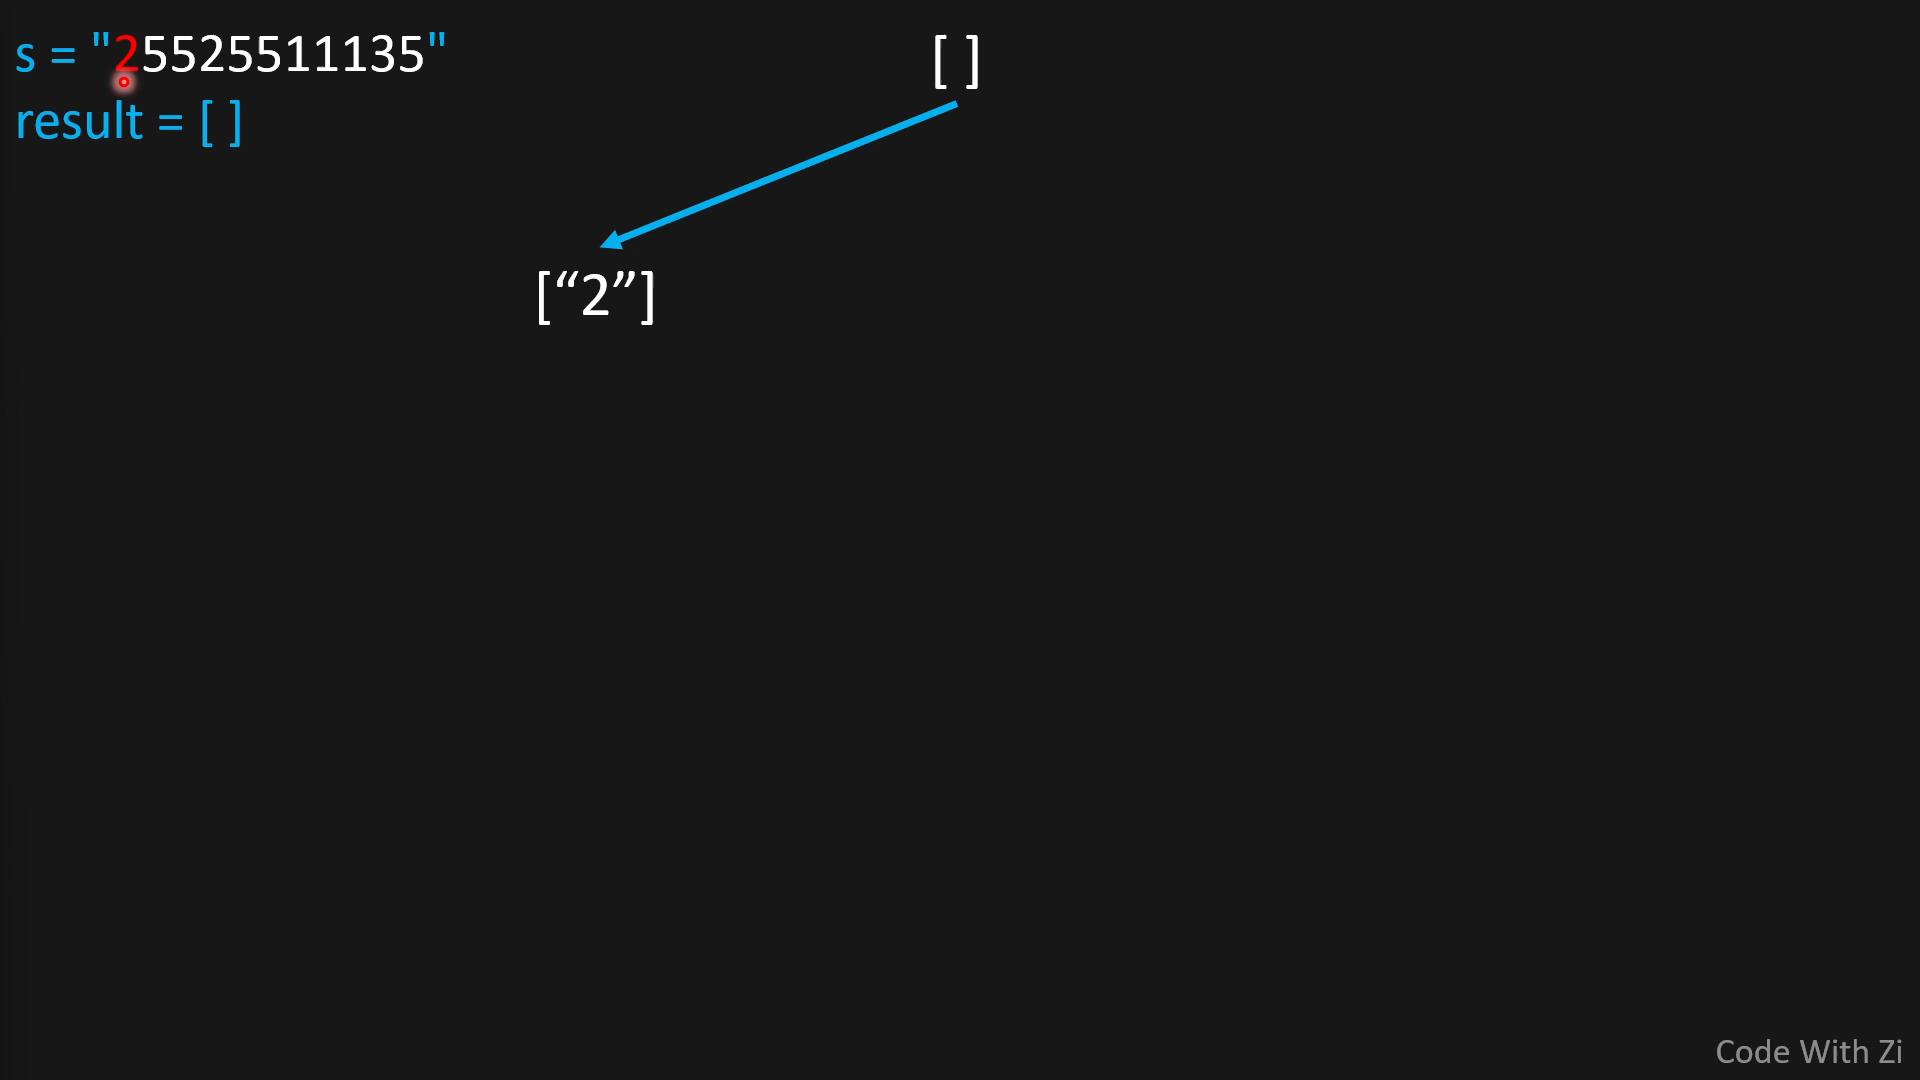 s = "25525511135"
[ ]
result = [ ]
[“2”]
Code With Zi